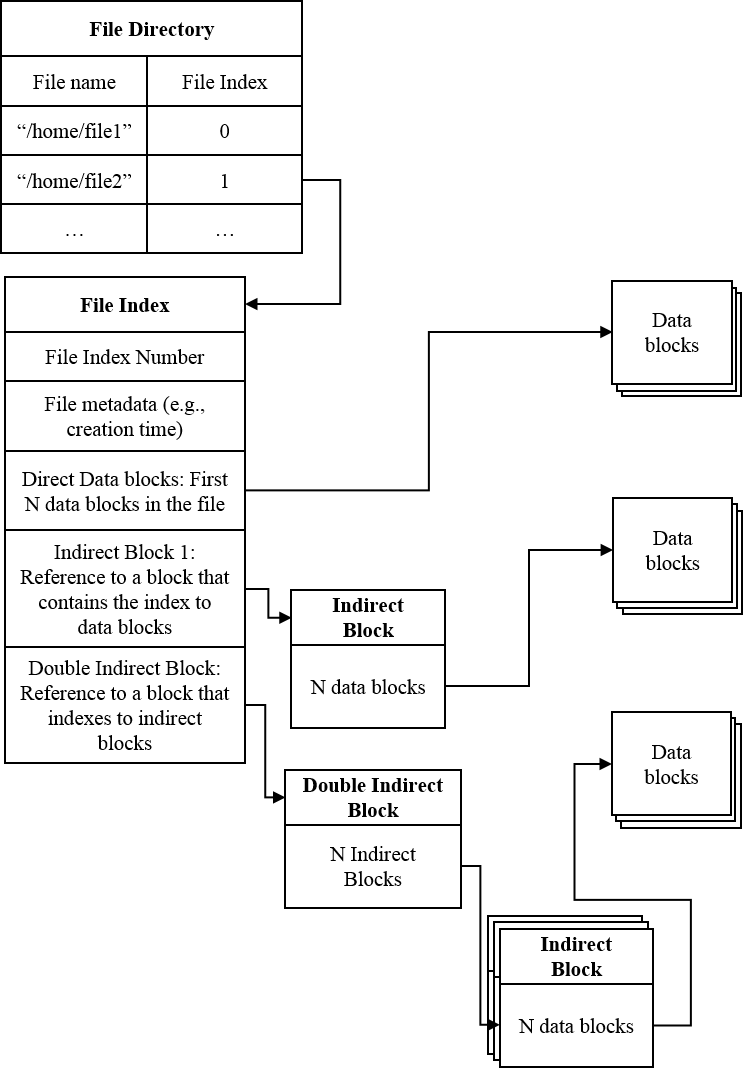 File Directory
File name File Index
“/home/file1” 0
“/home/file2” 1
… …
File Index
File Index Number
File metadata (e.g.,
creation time)
Direct Data blocks: First
N data blocks in the file
Indirect Block 1:
Reference to a block that
contains the index to
data blocks
Double Indirect Block:
Reference to a block that
indexes to indirect
blocks
Data
blocks
Indirect
Block
N data blocks
Data
blocks
Double Indirect
Block
N Indirect
Blocks
Data
blocks
Indirect
Block
N data blocks